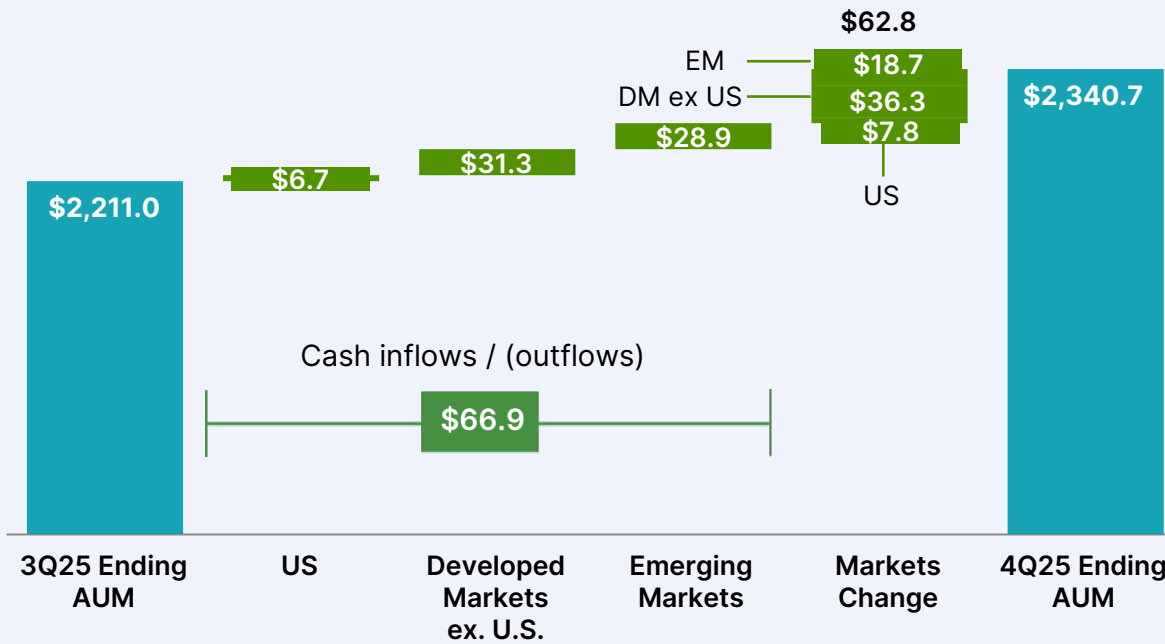 $62.8
EM
$18.7
DM ex US
$36.3
$2,340.7
$28.9
$7.8
$31.3
$6.7
US
$2,211.0
Cash inflows / (outflows)
$66.9
3Q25 Ending
AUM
US
Developed
Markets
ex. U.S.
Emerging
Markets
Markets
Change
4Q25 Ending
AUM